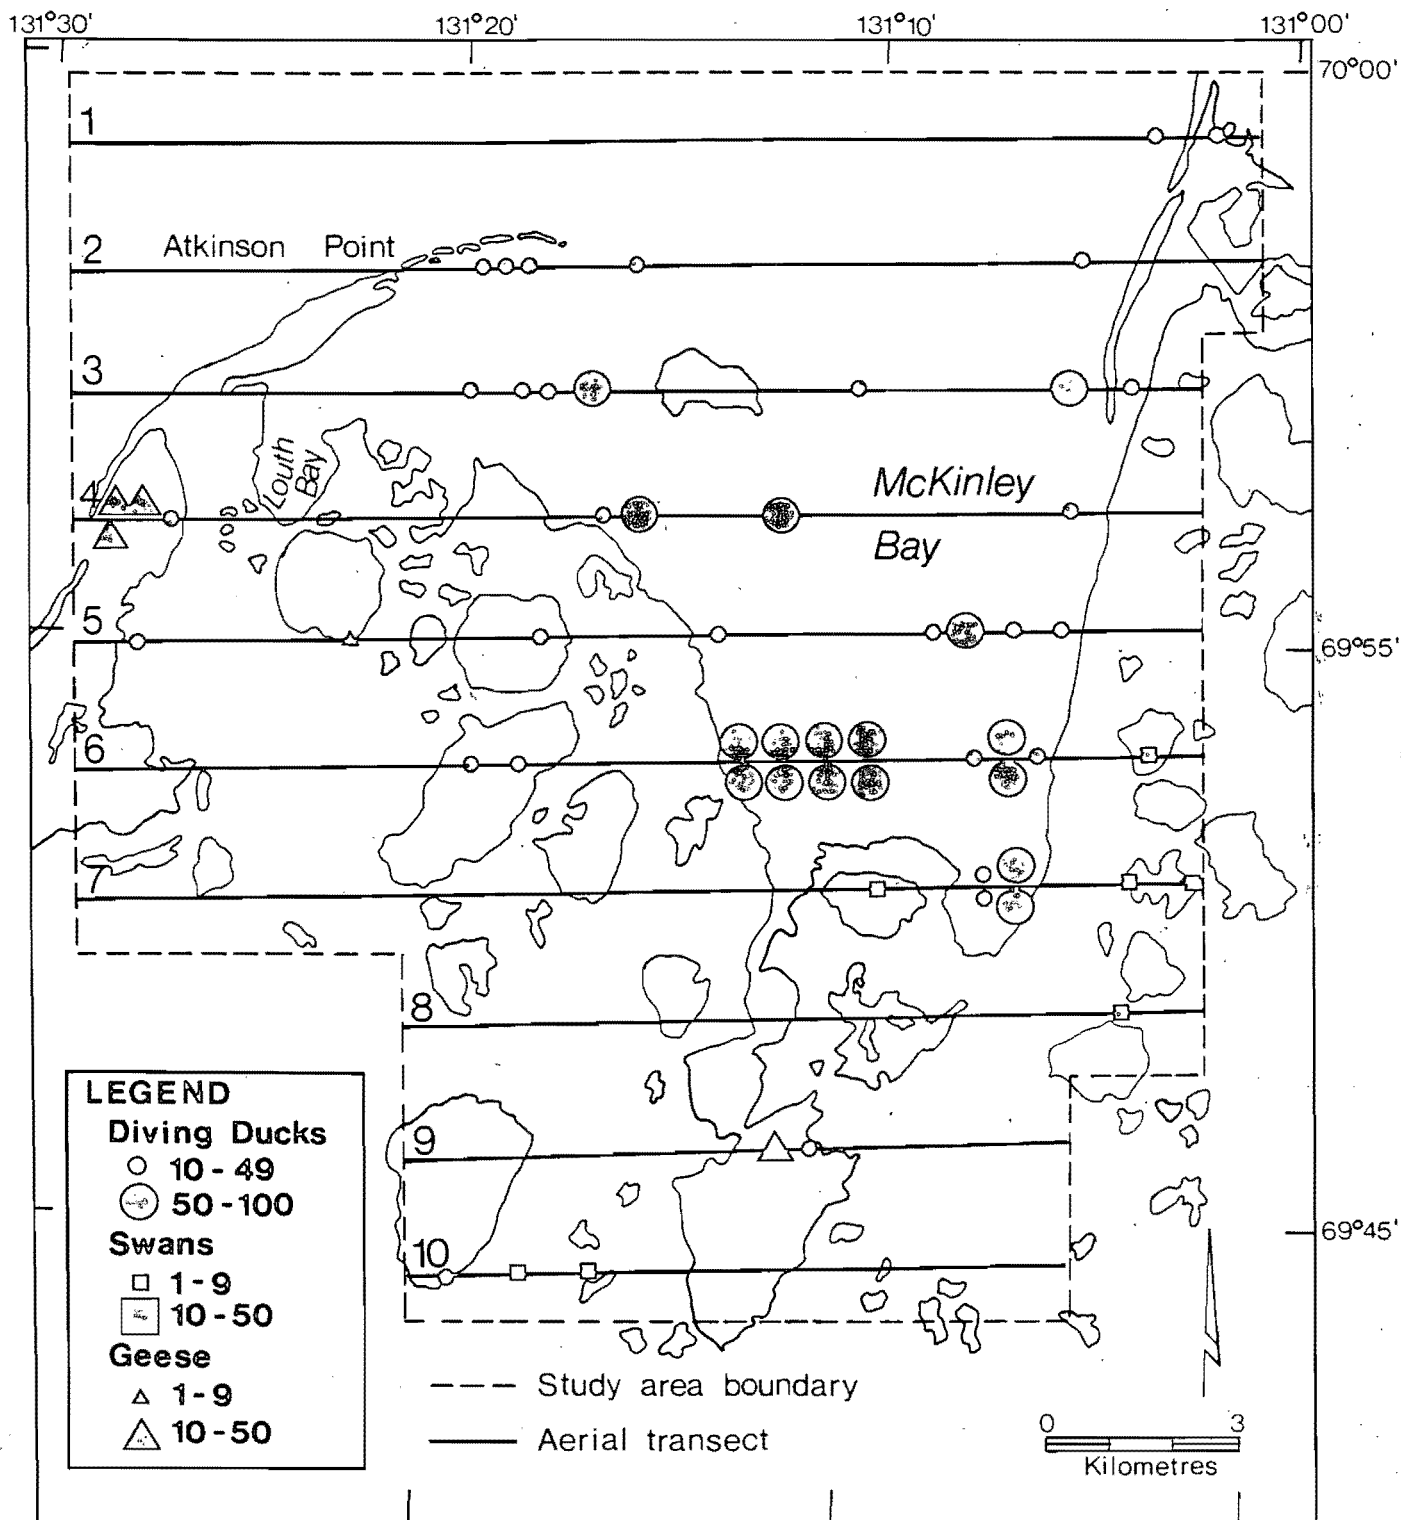 131°30' 131°20' 131°10' 131°00'
70°00'
1
2 Atkinson Point
3
Louth
Bay
4 McKinley
Bay
5
69°55'
6
7
8
9
10
69°45'
LEGEND
Diving Ducks
10-49
50-100
Swans
1-9
10-50
Geese
1-9
10-50
Study area boundary
Aerial transect
0 3
Kilometres